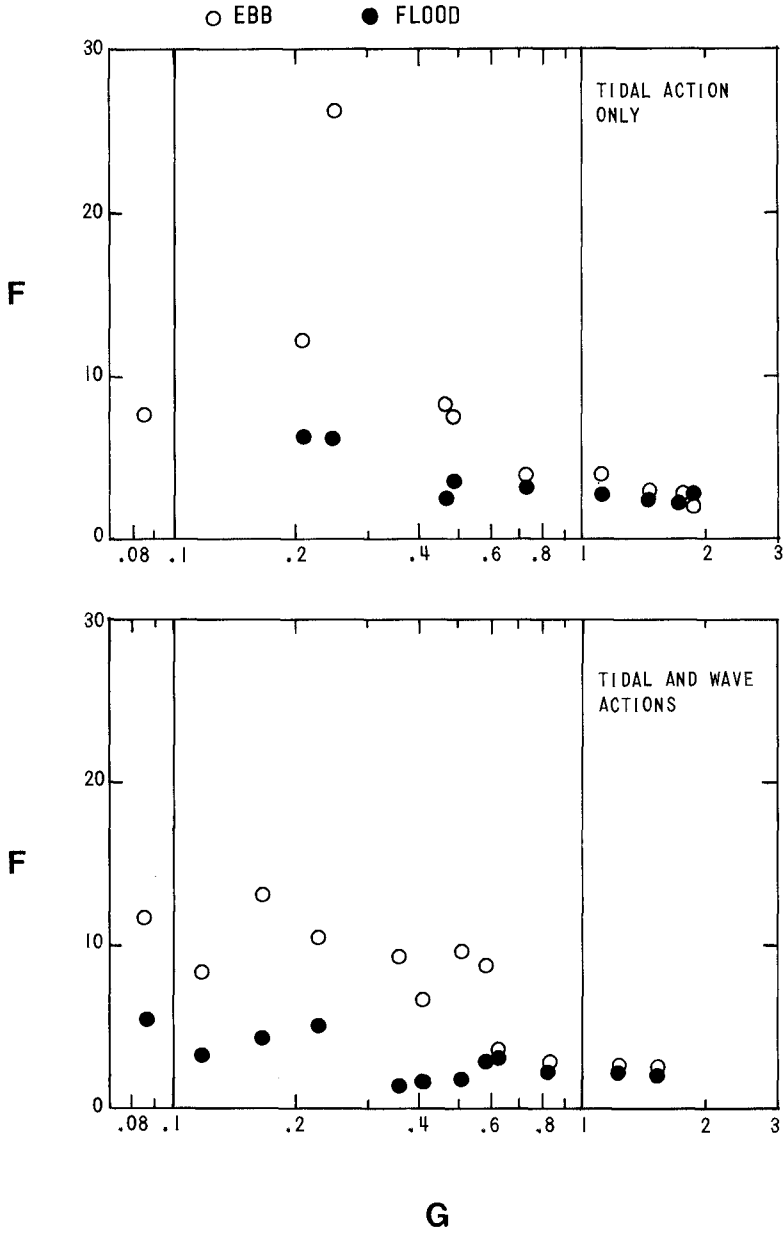 EBB FLOOD
30
TIDAL ACTION
ONLY
20
F
10
0
.08 .1 .2 .4 .6 .8 1 2 3
30
TIDAL AND WAVE
ACTIONS
20
F
10
0
.08 .1 .2 .4 .6 .8 1 2 3
G